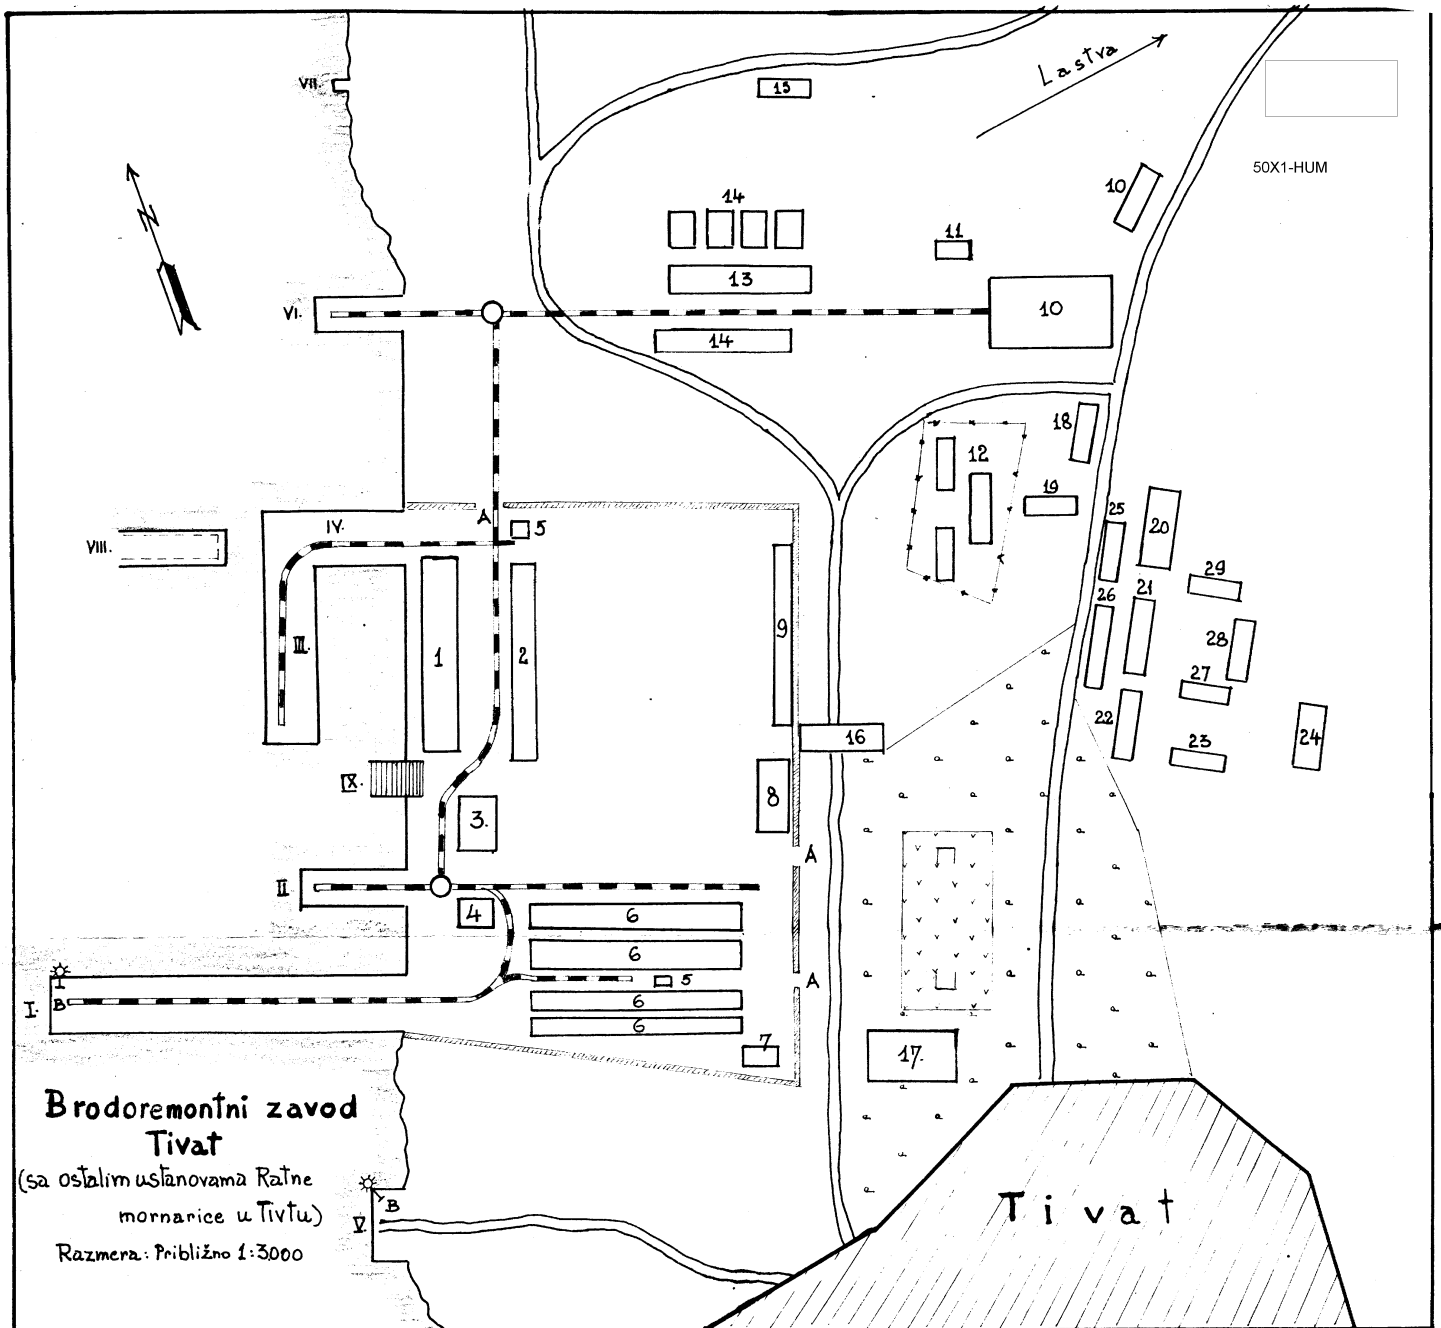 Lastva
50X1-HUM
VII.
15
10
14
11
13
VI.
10
14
18
12
19
25
20
A
5
IV.
VIII.
29
26
21
9
III.
1
2
28
27
22
16
24
23
IX.
8
3.
A
II.
4
6
6
I
A
5
I.
B
6
6
7
17.
Brodoremontni zavod
Tivat
(sa ostalim ustanovama Ratne
mornarice u Tivtu)
Razmera: Približno 1:3000
B
V.
Tivat